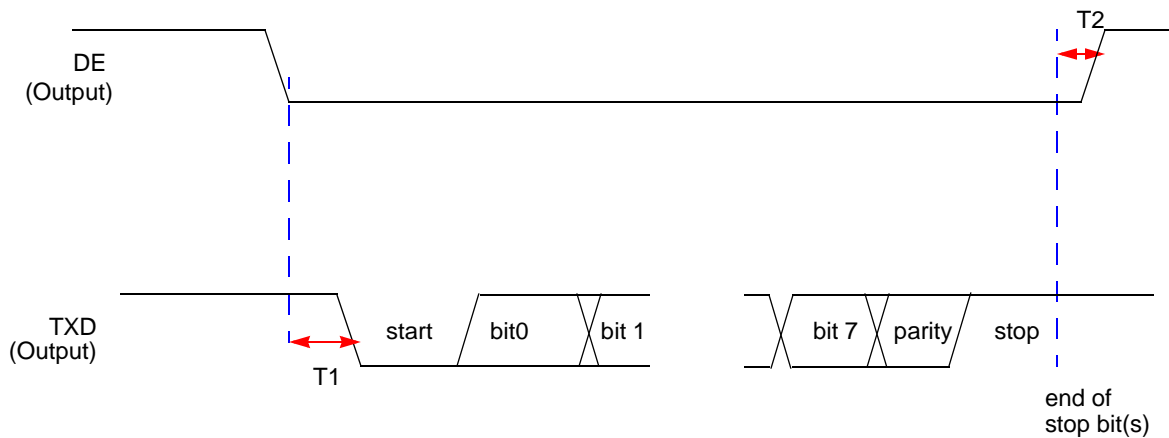 T2
DE
(Output)
TXD
(Output)
start
bit0
bit 1
bit 7
parity
stop
T1
end of
stop bit(s)